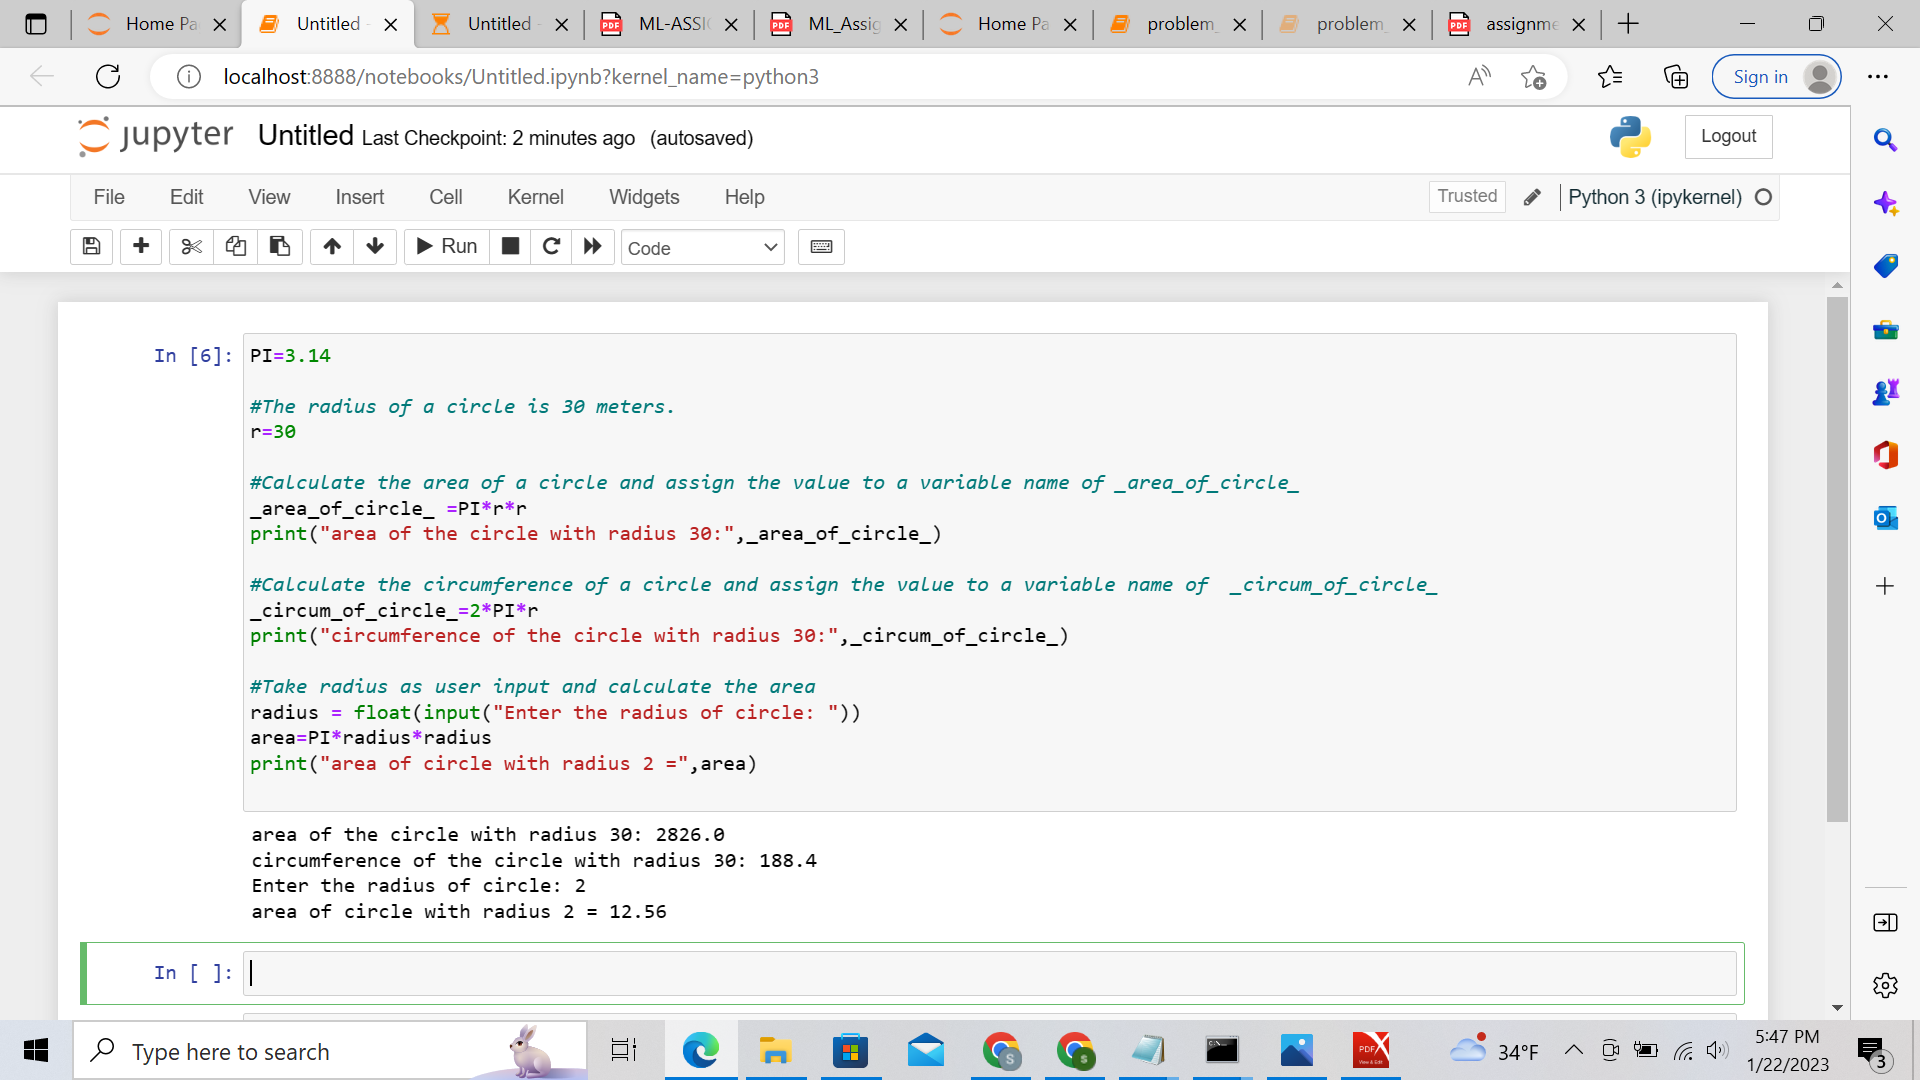 Home Pa
Untitled -
Untitled -
ML-ASSI
ML_Assig
Home Pa
problem_
problem_
assignme
localhost:8888/notebooks/Untitled.ipynb?kernel_name=python3
Sign in
jupyter Untitled Last Checkpoint: 2 minutes ago (autosaved)
Logout
File Edit View Insert Cell Kernel Widgets Help
Trusted
Python 3 (ipykernel)
Run
Code
In [6]:
PI=3.14
#The radius of a circle is 30 meters.
r=30
#Calculate the area of a circle and assign the value to a variable name of _area_of_circle_
_area_of_circle_ =PI*r*r
print("area of the circle with radius 30:",_area_of_circle_)
#Calculate the circumference of a circle and assign the value to a variable name of  _circum_of_circle_
_circum_of_circle_=2*PI*r
print("circumference of the circle with radius 30:",_circum_of_circle_)
#Take radius as user input and calculate the area
radius = float(input("Enter the radius of circle: "))
area=PI*radius*radius
print("area of circle with radius 2 =",area)
area of the circle with radius 30: 2826.0
circumference of the circle with radius 30: 188.4
Enter the radius of circle: 2
area of circle with radius 2 = 12.56
In [ ]:
Type here to search
34°F
5:47 PM
1/22/2023
3